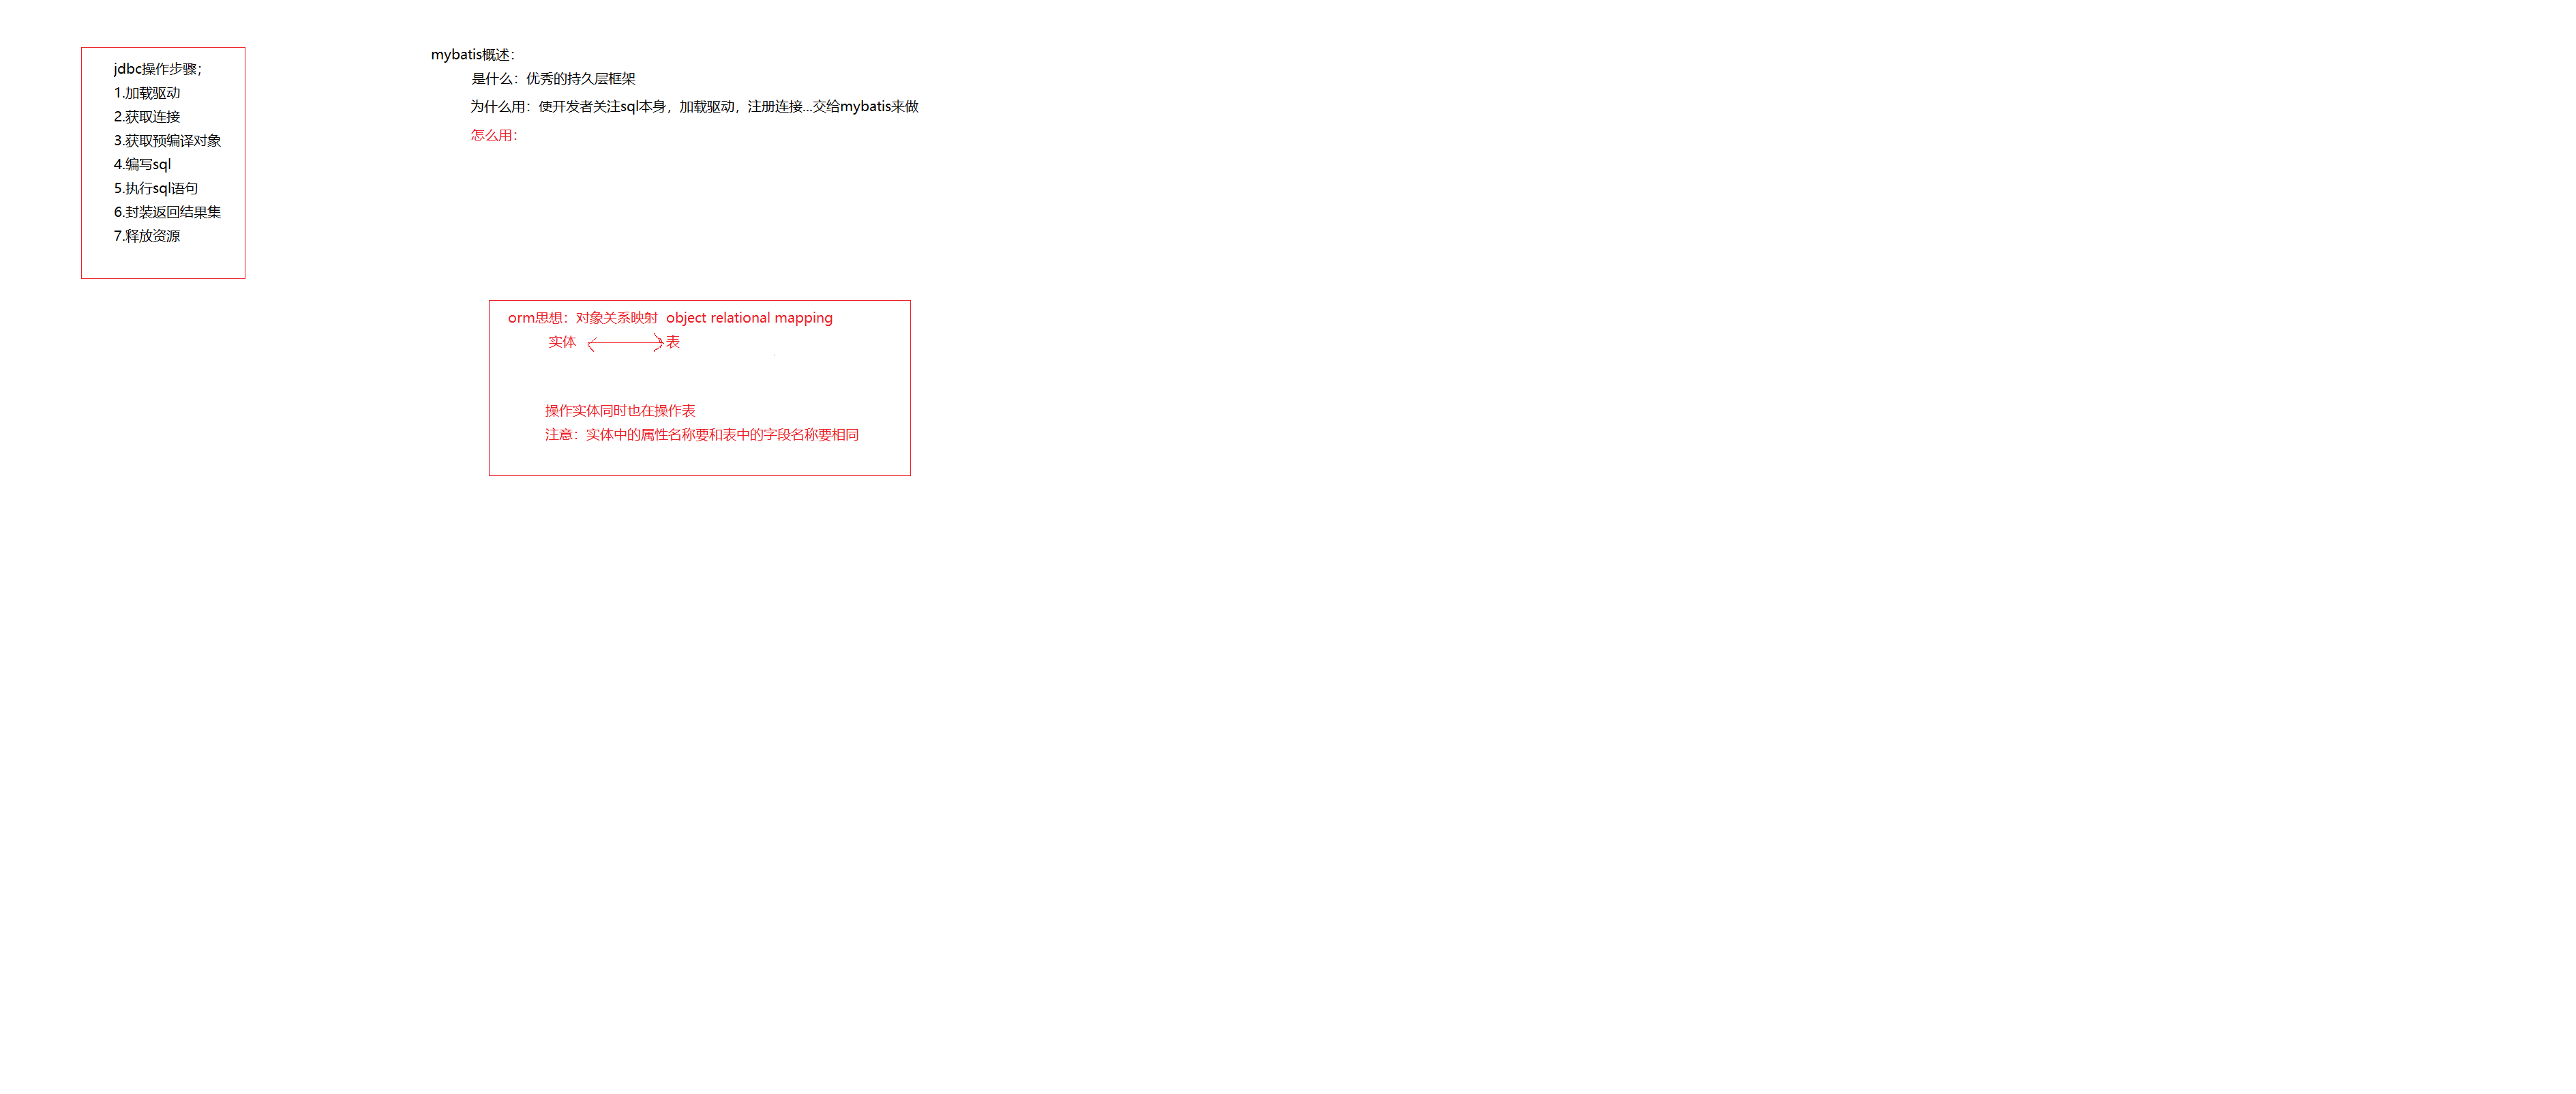 jdbc操作步骤；
1.加载驱动
2.获取连接
3.获取预编译对象
4.编写sql
5.执行sql语句
6.封装返回结果集
7.释放资源
mybatis概述：
是什么：优秀的持久层框架
为什么用：使开发者关注sql本身，加载驱动，注册连接...交给mybatis来做
怎么用：
orm思想：对象关系映射 object relational mapping
实体 表
操作实体同时也在操作表
注意：实体中的属性名称要和表中的字段名称要相同